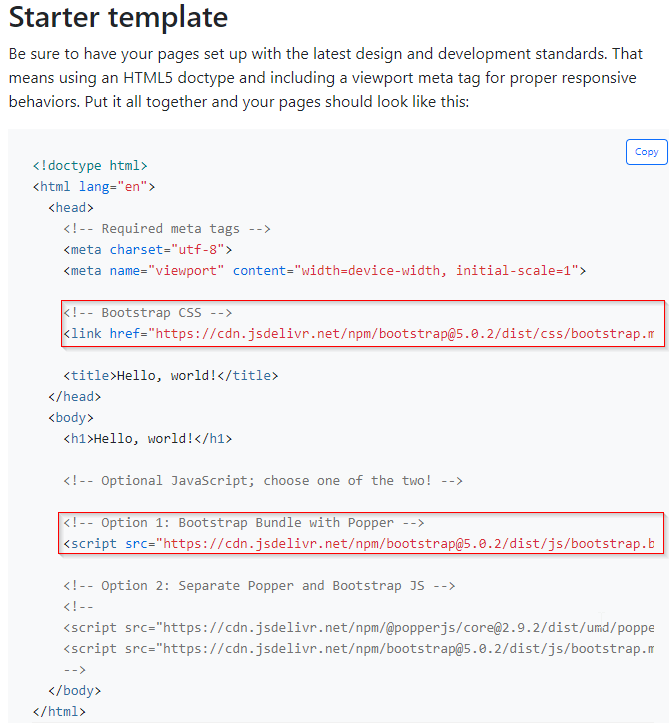 Starter template
Be sure to have your pages set up with the latest design and development standards. That
means using an HTML5 doctype and including a viewport meta tag for proper responsive
behaviors. Put it all together and your pages should look like this:
Copy
<!doctype html>
<html lang="en">
<head>
<!-- Required meta tags -->
<meta charset="utf-8">
<meta name="viewport" content="width=device-width, initial-scale=1">
<!-- Bootstrap CSS -->
<link href="https://cdn.jsdelivr.net/npm/bootstrap@5.0.2/dist/css/bootstrap.m
<title>Hello, world!</title>
</head>
<body>
<h1>Hello, world!</h1>
<!-- Optional JavaScript; choose one of the two! -->
<!-- Option 1: Bootstrap Bundle with Popper -->
<script src="https://cdn.jsdelivr.net/npm/bootstrap@5.0.2/dist/js/bootstrap.b
<!-- Option 2: Separate Popper and Bootstrap JS -->
<!--
<script src="https://cdn.jsdelivr.net/npm/@popperjs/core@2.9.2/dist/umd/poppe
<script src="https://cdn.jsdelivr.net/npm/bootstrap@5.0.2/dist/js/bootstrap.m
-->
</body>
</html>